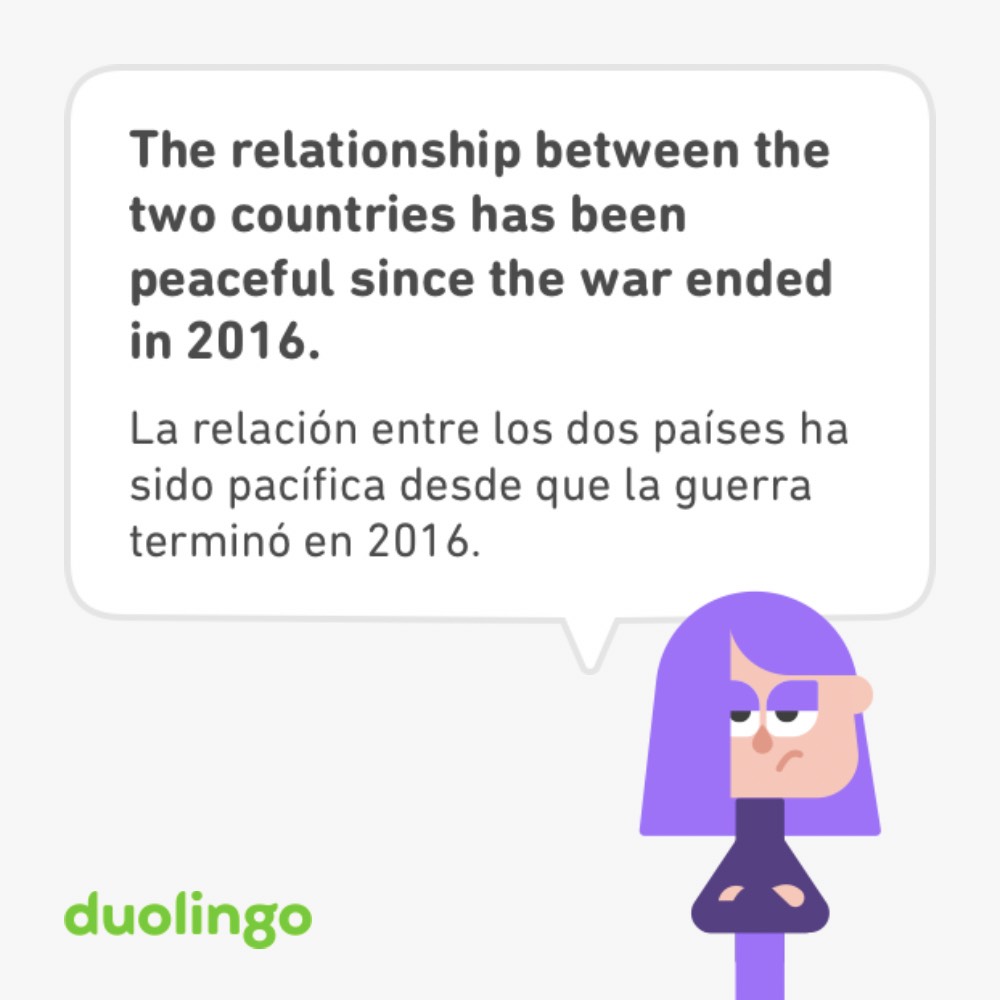 The relationship between the
two countries has been
peaceful since the war ended
in 2016.
La relación entre los dos países ha
sido pacífica desde que la guerra
terminó en 2016.
duolingo